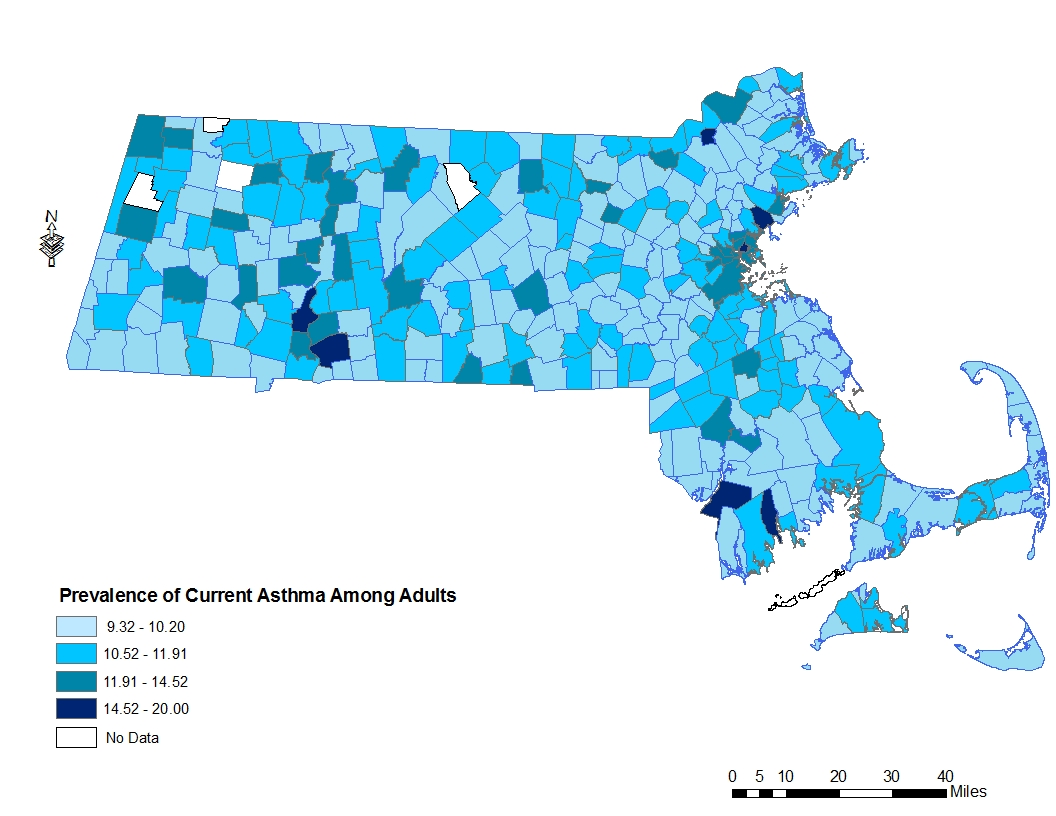 N
Prevalence of Current Asthma Among Adults
9.32 - 10.20
10.52 - 11.91
11.91 - 14.52
14.52 - 20.00
No Data
0 5 10 20 30 40
Miles